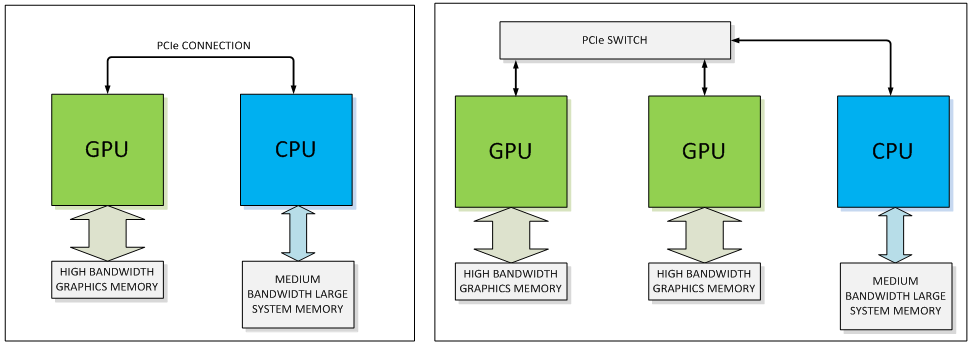 PCIe CONNECTION
GPU
CPU
HIGH BANDWIDTH
GRAPHICS MEMORY
MEDIUM
BANDWIDTH LARGE
SYSTEM MEMORY
PCIe SWITCH
GPU
GPU
CPU
HIGH BANDWIDTH
GRAPHICS MEMORY
HIGH BANDWIDTH
GRAPHICS MEMORY
MEDIUM
BANDWIDTH LARGE
SYSTEM MEMORY